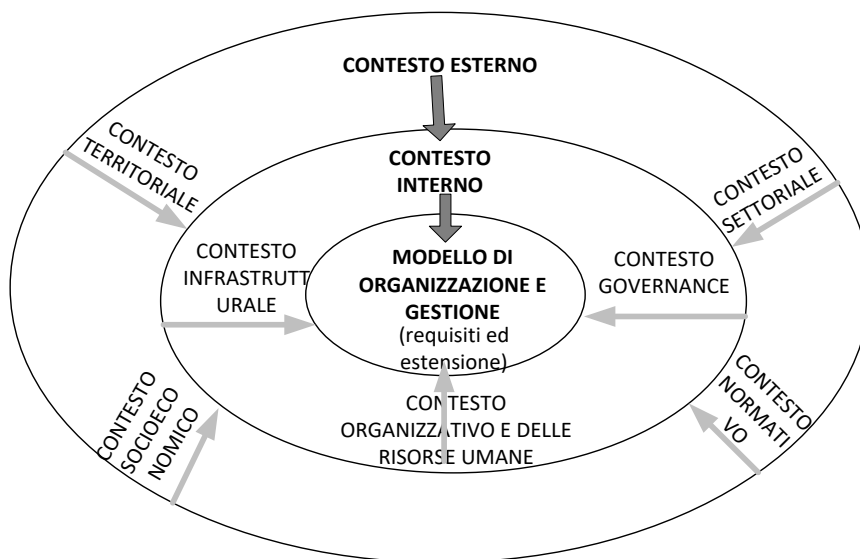 CONTESTO ESTERNO
CONTESTO
TERRITORIALE
CONTESTO
INTERNO
CONTESTO
SETTORIALE
CONTESTO
INFRASTRUTT
URALE
MODELLO DI
ORGANIZZAZIONE E
GESTIONE
(requisiti ed
estensione)
CONTESTO
GOVERNANCE
CONTESTO
SOCIOECO
NOMICO
CONTESTO
ORGANIZZATIVO E DELLE
RISORSE UMANE
CONTESTO
NORMATI
VO